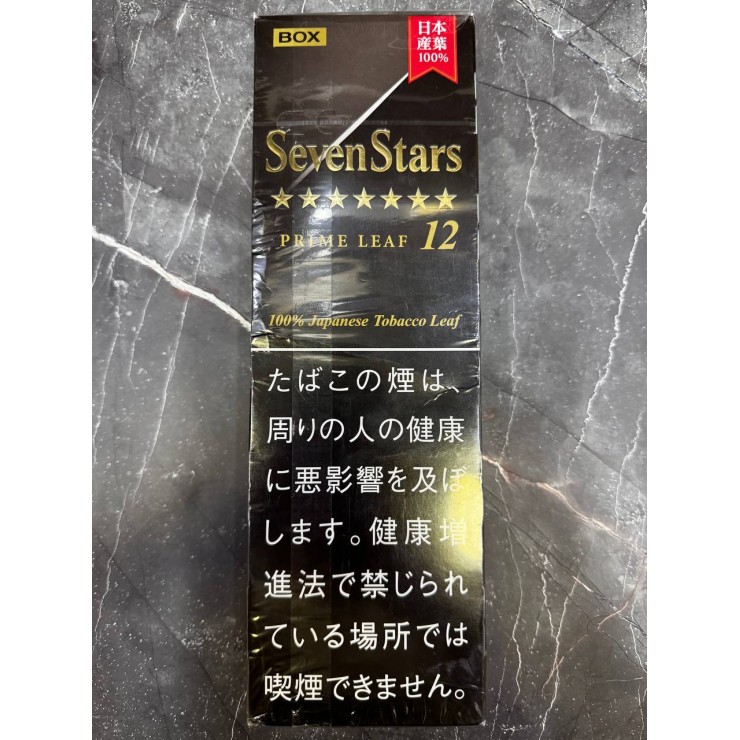 BOX
日本
産葉
100%
SevenStars
PRIME LEAF 12
100% Japanese Tobacco Leaf
たばこの煙は、
周りの人の健康
に悪影響を及ぼ
します。健康増
進法で禁じられ
ている場所では
喫煙できません。